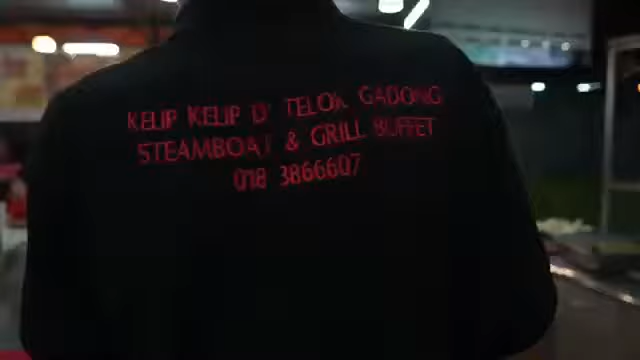 KELIP KELIP D' TELOK GADONG
STEAMBOAT & GRILL BUFFET
018 3866607